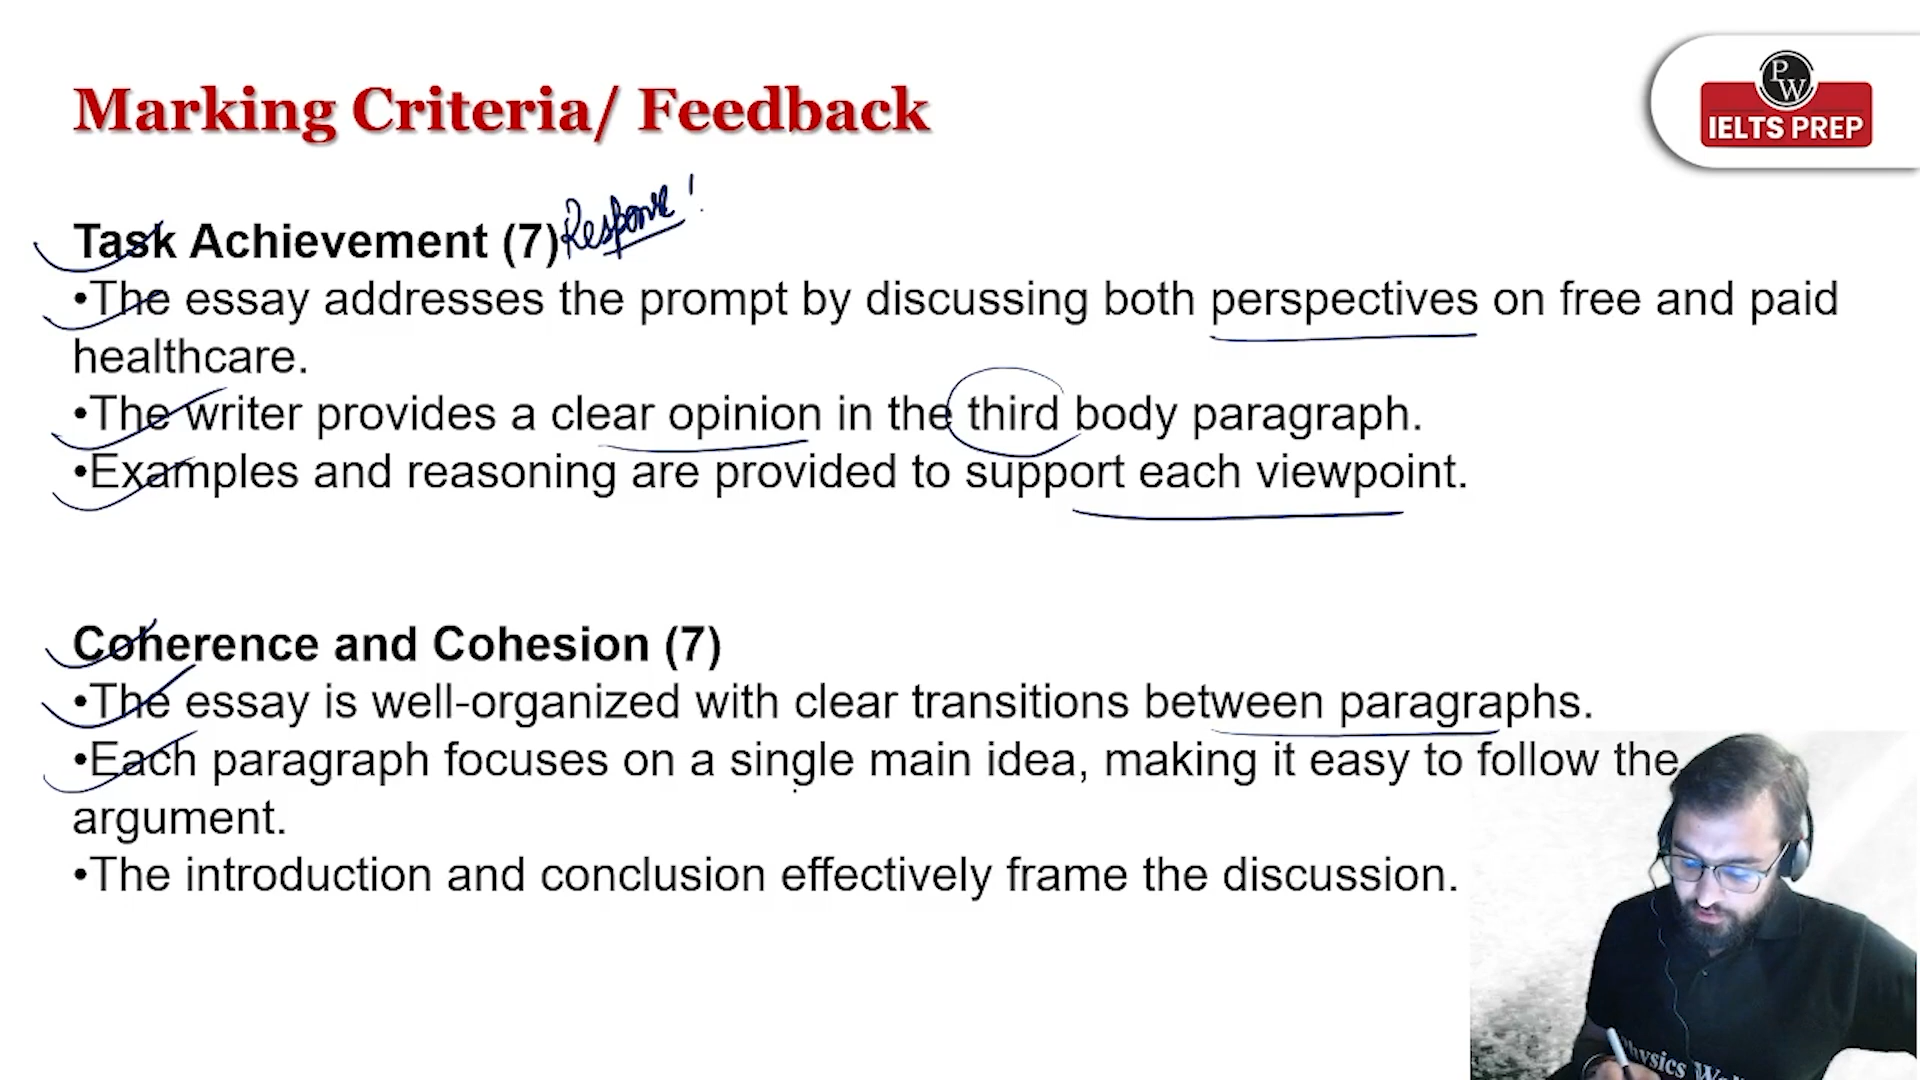 Marking Criteria/ Feedback
PW
IELTS PREP
Task Achievement (7) Response!
•The essay addresses the prompt by discussing both perspectives on free and paid
healthcare.
•The writer provides a clear opinion in the third body paragraph.
•Examples and reasoning are provided to support each viewpoint.
Coherence and Cohesion (7)
•The essay is well-organized with clear transitions between paragraphs.
•Each paragraph focuses on a single main idea, making it easy to follow the
argument.
•The introduction and conclusion effectively frame the discussion.